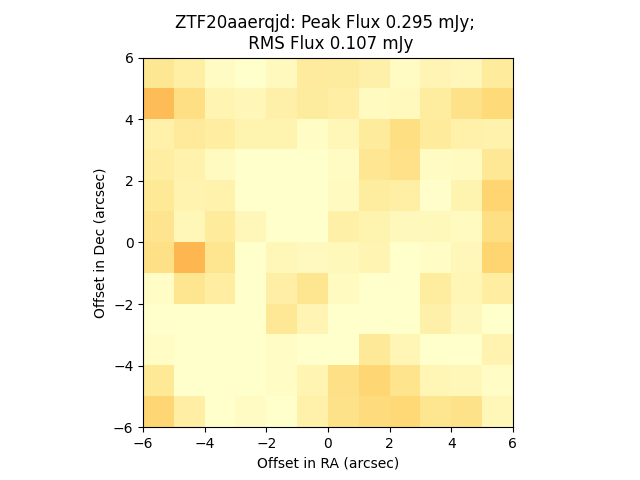 ZTF20aaerqjd: Peak Flux 0.295 mJy;
RMS Flux 0.107 mJy
6
4
2
0
−2
−4
−6
Offset in Dec (arcsec)
−6 −4 −2 0 2 4 6
Offset in RA (arcsec)